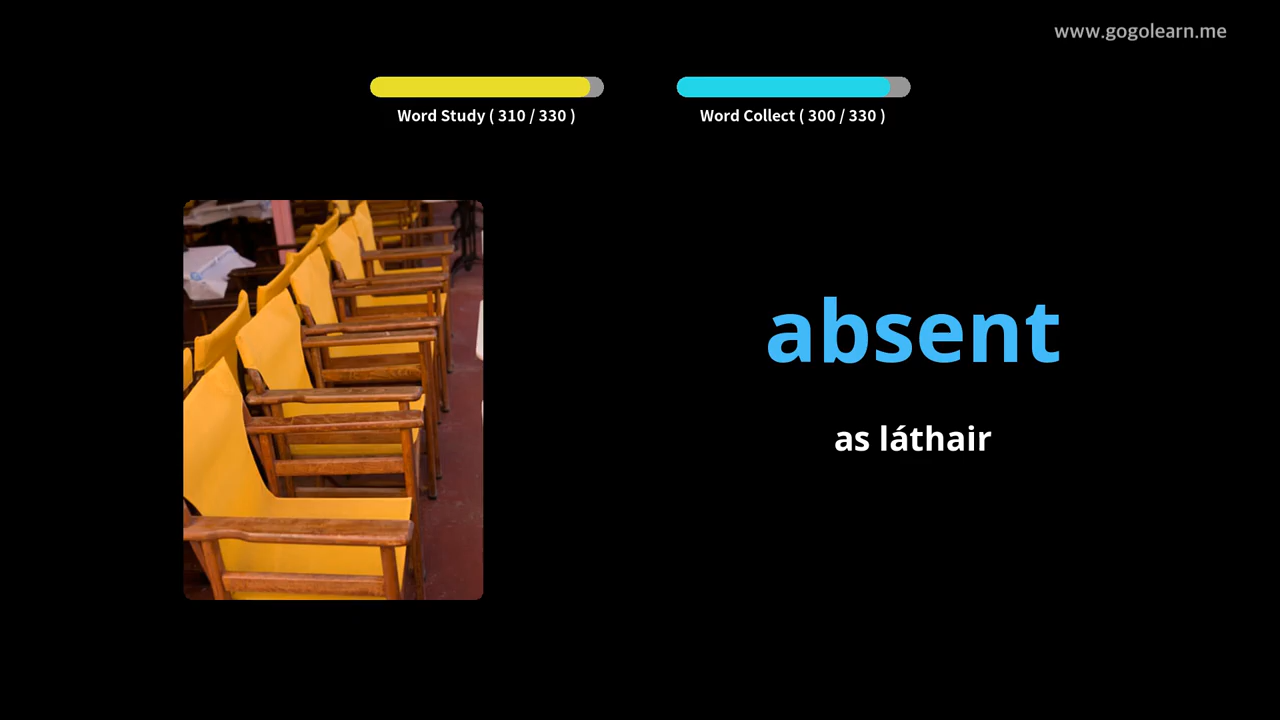 www.gogolearn.me
Word Study ( 310 / 330 )
Word Collect ( 300 / 330 )
absent
as láthair